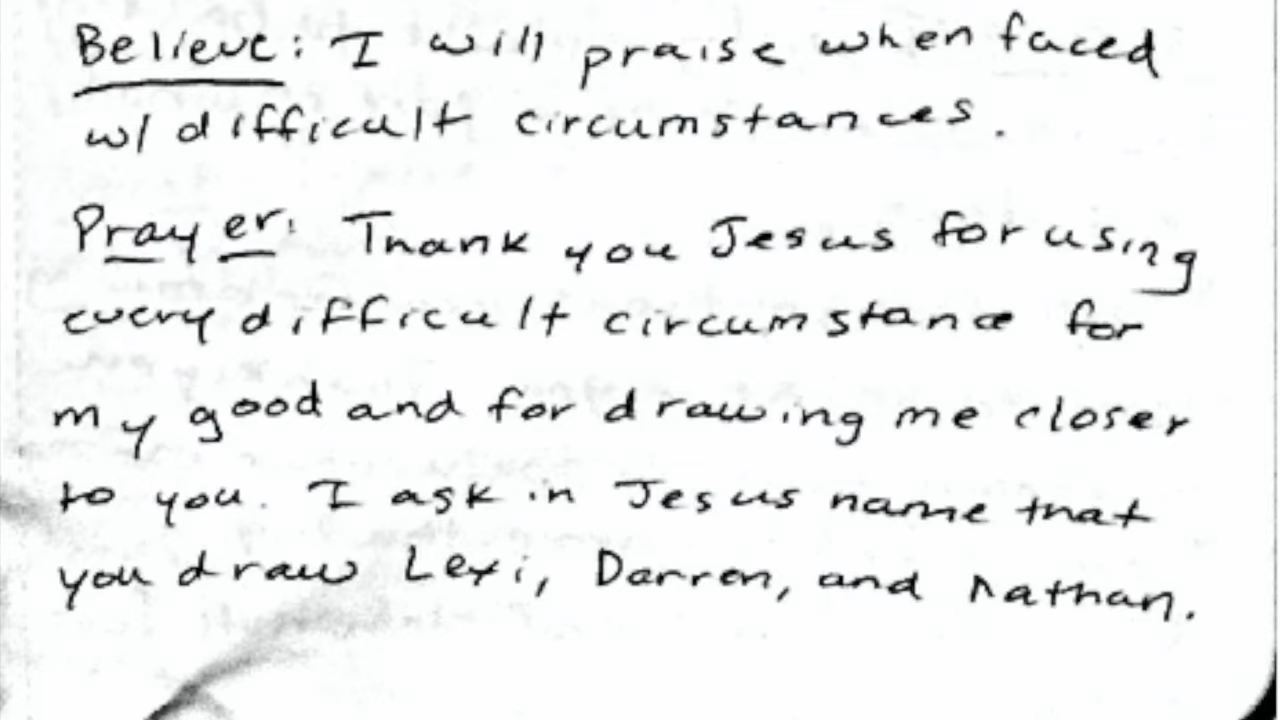 Believe: I will praise when faced
w/ difficult circumstances.
Prayer: Thank you Jesus for using
every difficult circumstance for
my good and for drawing me closer
to you. I ask in Jesus name that
you draw Lexi, Darren, and Nathan.